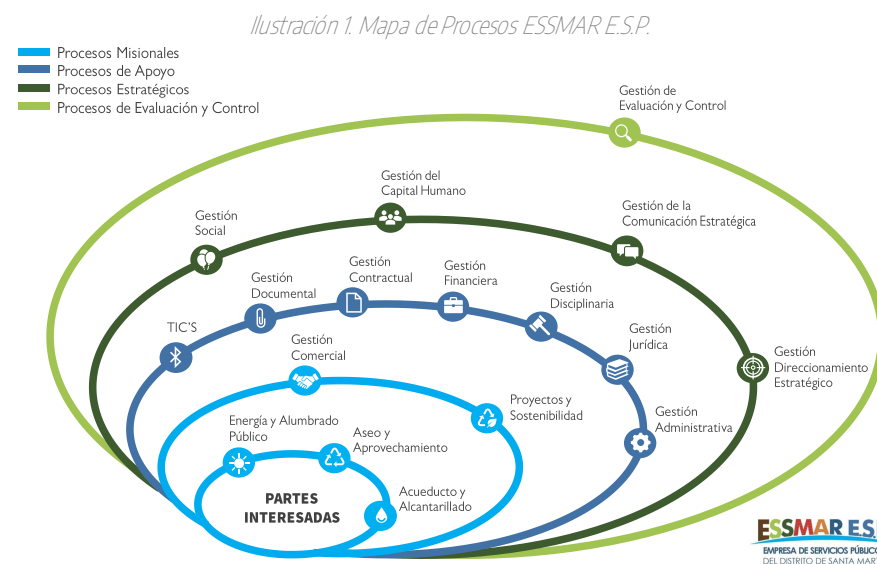 Ilustración 1. Mapa de Procesos ESSMAR E.S.P.
Procesos Misionales
Procesos de Apoyo
Procesos Estratégicos
Procesos de Evaluación y Control
Gestión de
Evaluación y Control
Gestión del
Capital Humano
Gestión
Social
Gestión de la
Comunicación Estratégica
Gestión
Documental
Gestión
Contractual
Gestión
Financiera
Gestión
Disciplinaria
TIC'S
Gestión
Jurídica
Gestión
Comercial
Gestión
Direccionamiento
Estratégico
Proyectos y
Sostenibilidad
Gestión
Administrativa
Energía y Alumbrado
Público
Aseo y
Aprovechamiento
Acueducto y
Alcantarillado
PARTES
INTERESADAS
ESSMAR E.S.
EMPRESA DE SERVICIOS PÚBLICO
DEL DISTRITO DE SANTA MAR